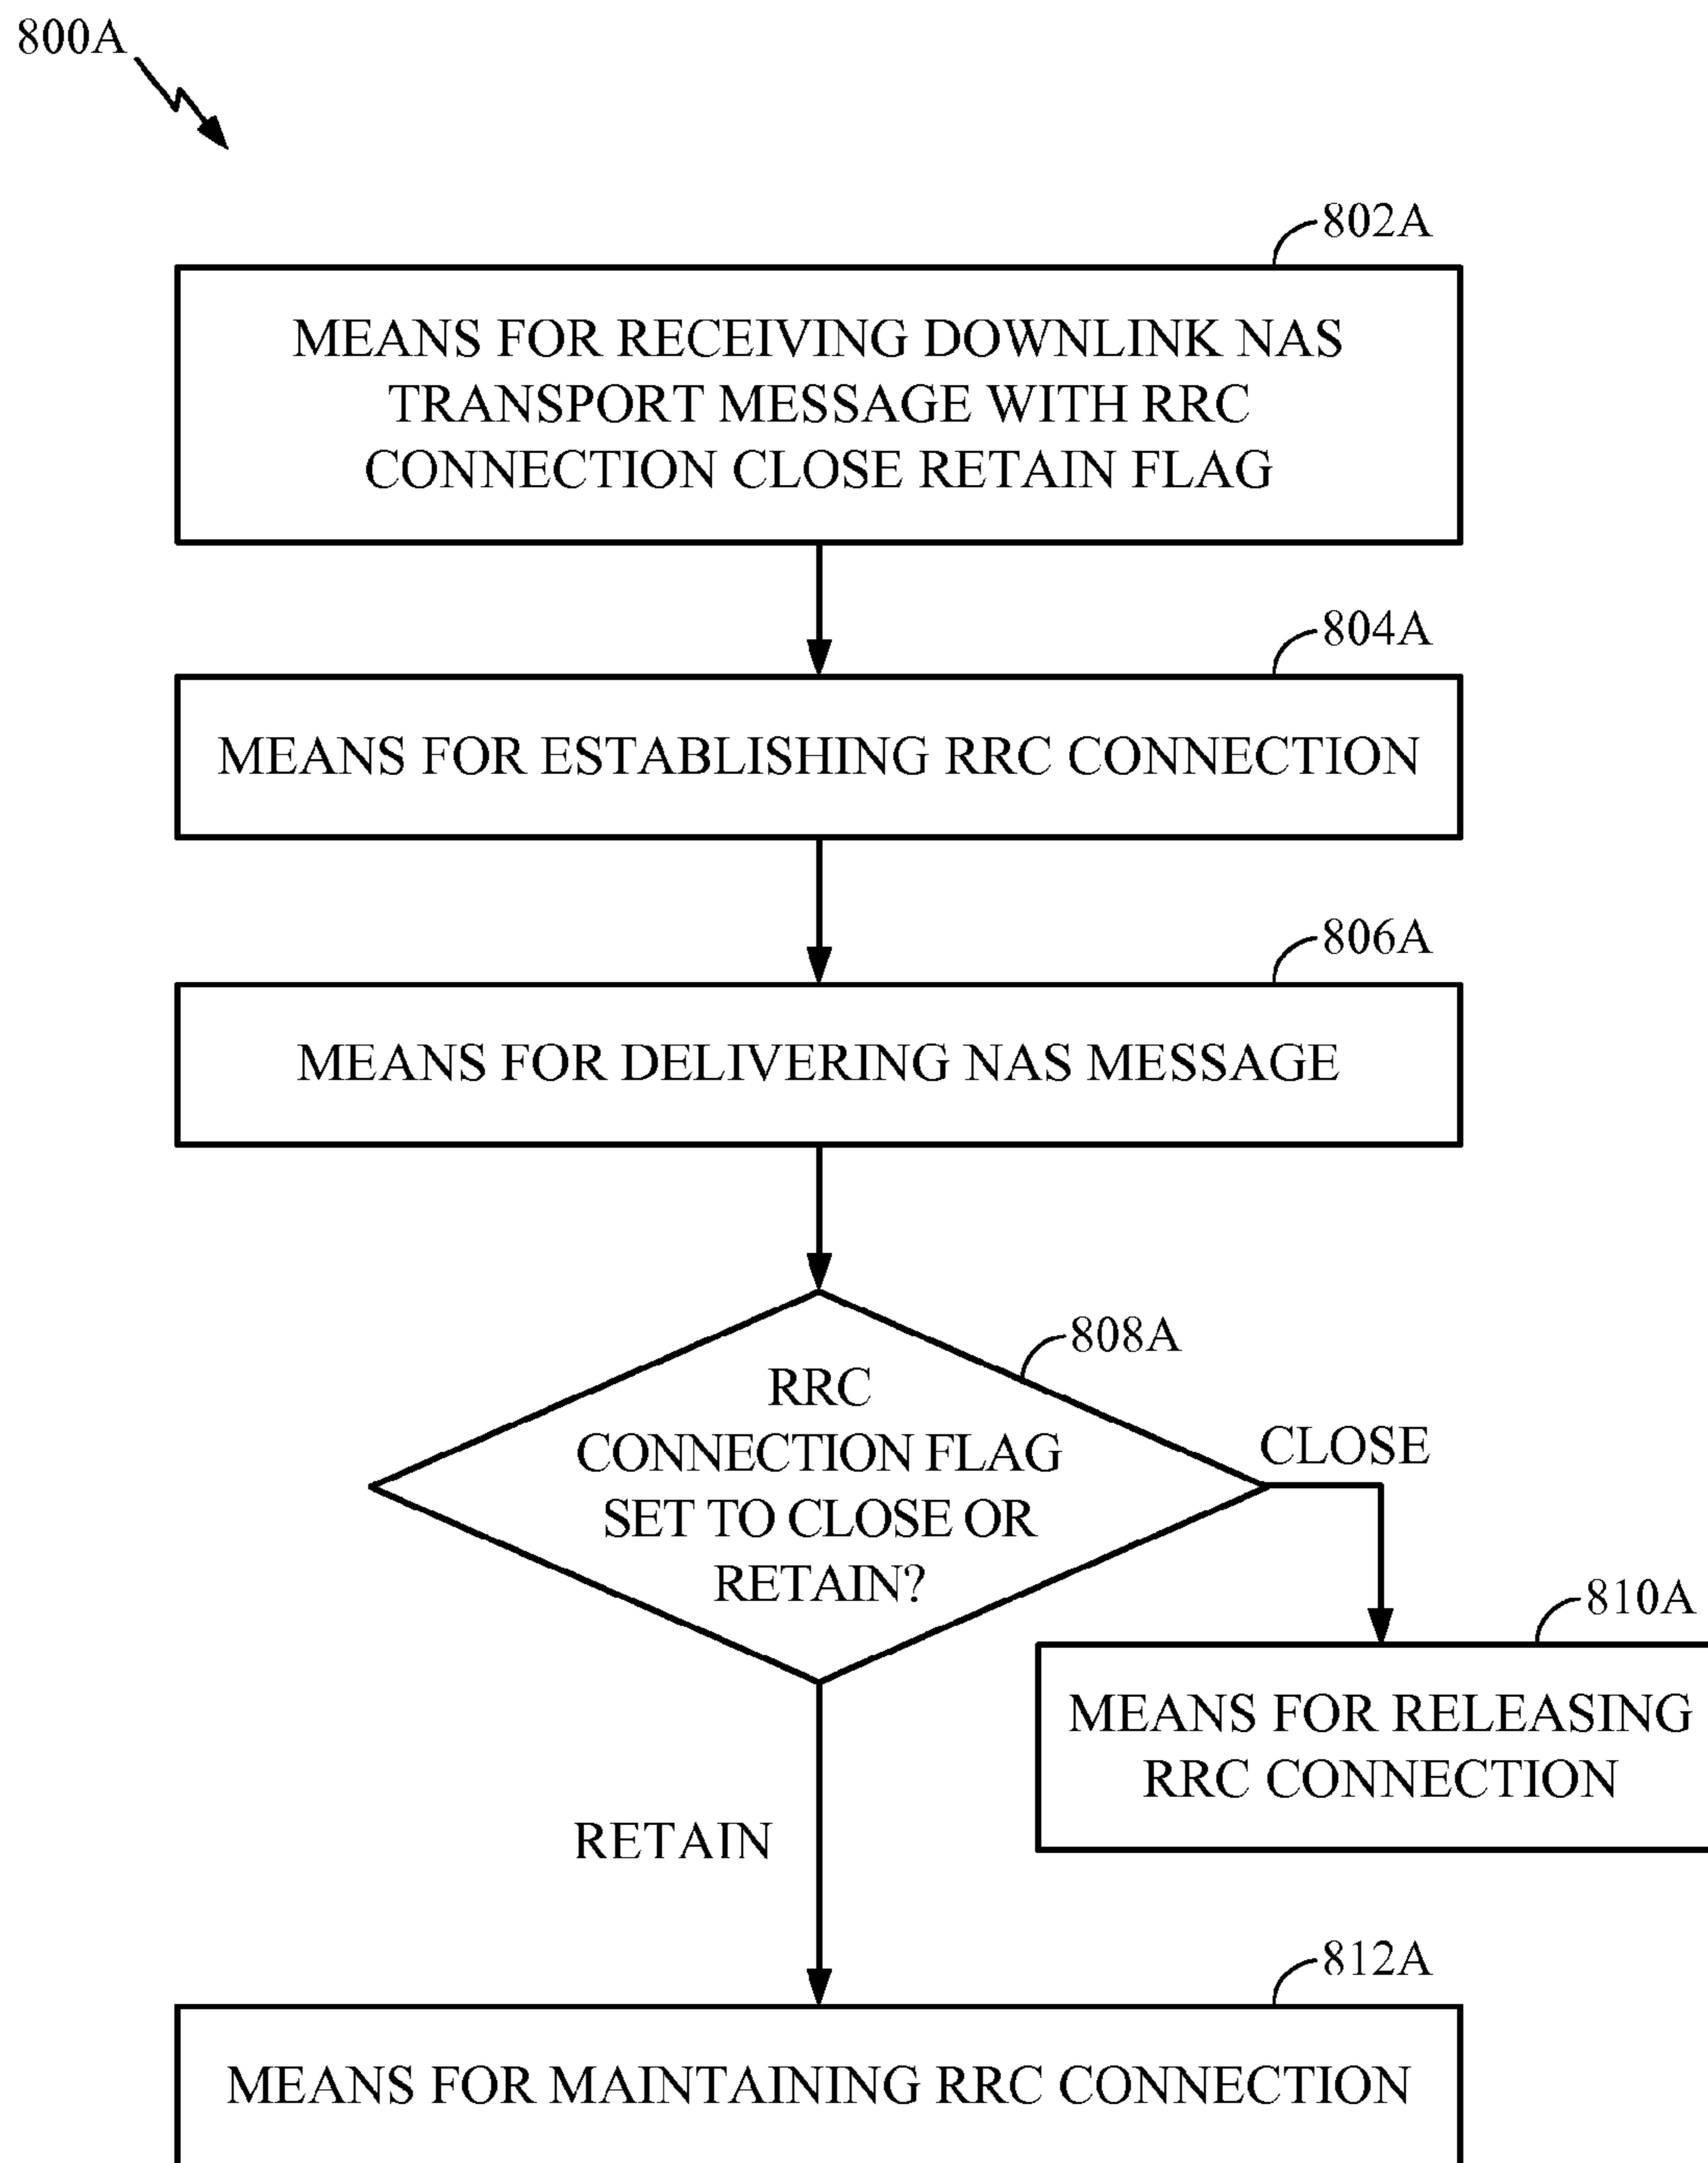 800A
802A
MEANS FOR RECEIVING DOWNLINK NAS
TRANSPORT MESSAGE WITH RRC
CONNECTION CLOSE RETAIN FLAG
804A
MEANS FOR ESTABLISHING RRC CONNECTION
806A
MEANS FOR DELIVERING NAS MESSAGE
808A
RRC
CONNECTION FLAG
SET TO CLOSE OR
RETAIN?
CLOSE
810A
MEANS FOR RELEASING
RRC CONNECTION
RETAIN
812A
MEANS FOR MAINTAINING RRC CONNECTION